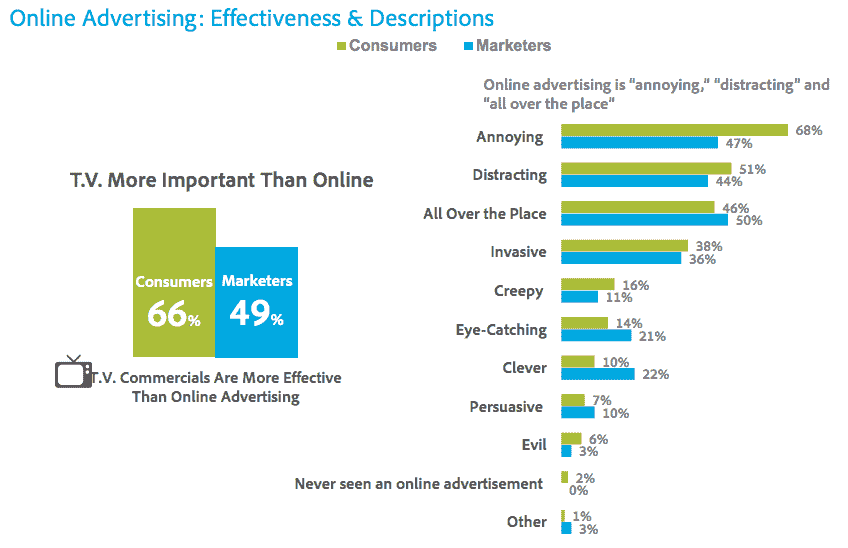 Online Advertising: Effectiveness & Descriptions
Consumers Marketers
Online advertising is "annoying," "distracting" and
"all over the place"
T.V. More Important Than Online
Consumers
66%
Marketers
49%
T.V. Commercials Are More Effective
Than Online Advertising
Annoying
68%
47%
Distracting
51%
44%
All Over the Place
46%
50%
Invasive
38%
36%
Creepy
16%
11%
Eye-Catching
14%
21%
Clever
10%
22%
Persuasive
7%
10%
Evil
6%
3%
Never seen an online advertisement
2%
0%
Other
1%
3%